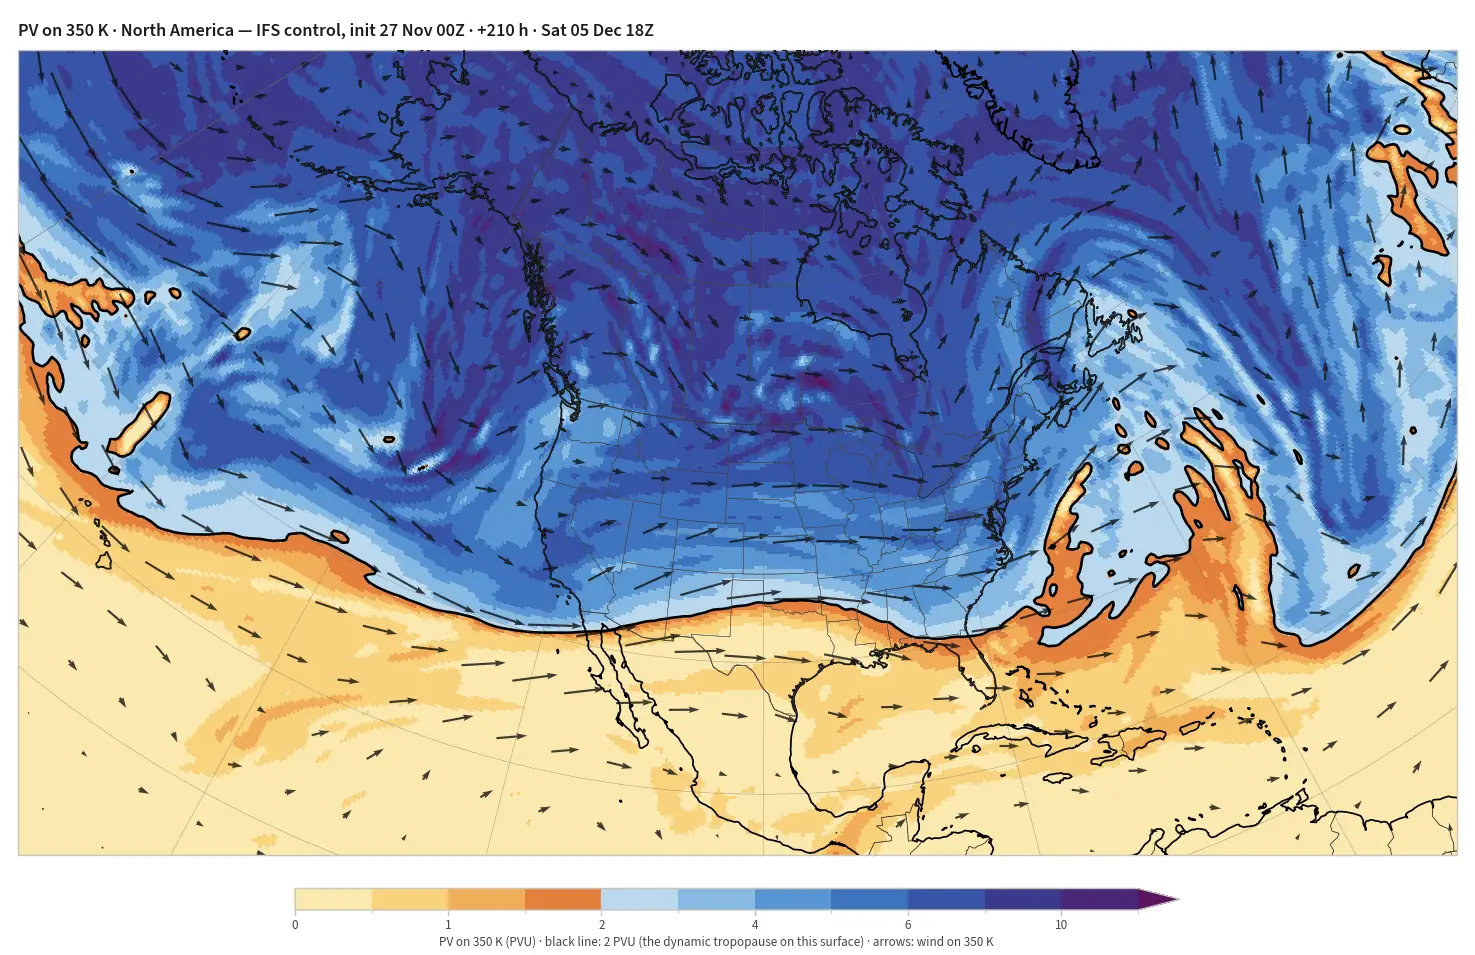 PV on 350 K · North America — IFS control, init 27 Nov 00Z · +210 h · Sat 05 Dec 18Z
0 1 2 4 6 10
PV on 350 K (PVU) · black line: 2 PVU (the dynamic tropopause on this surface) · arrows: wind on 350 K